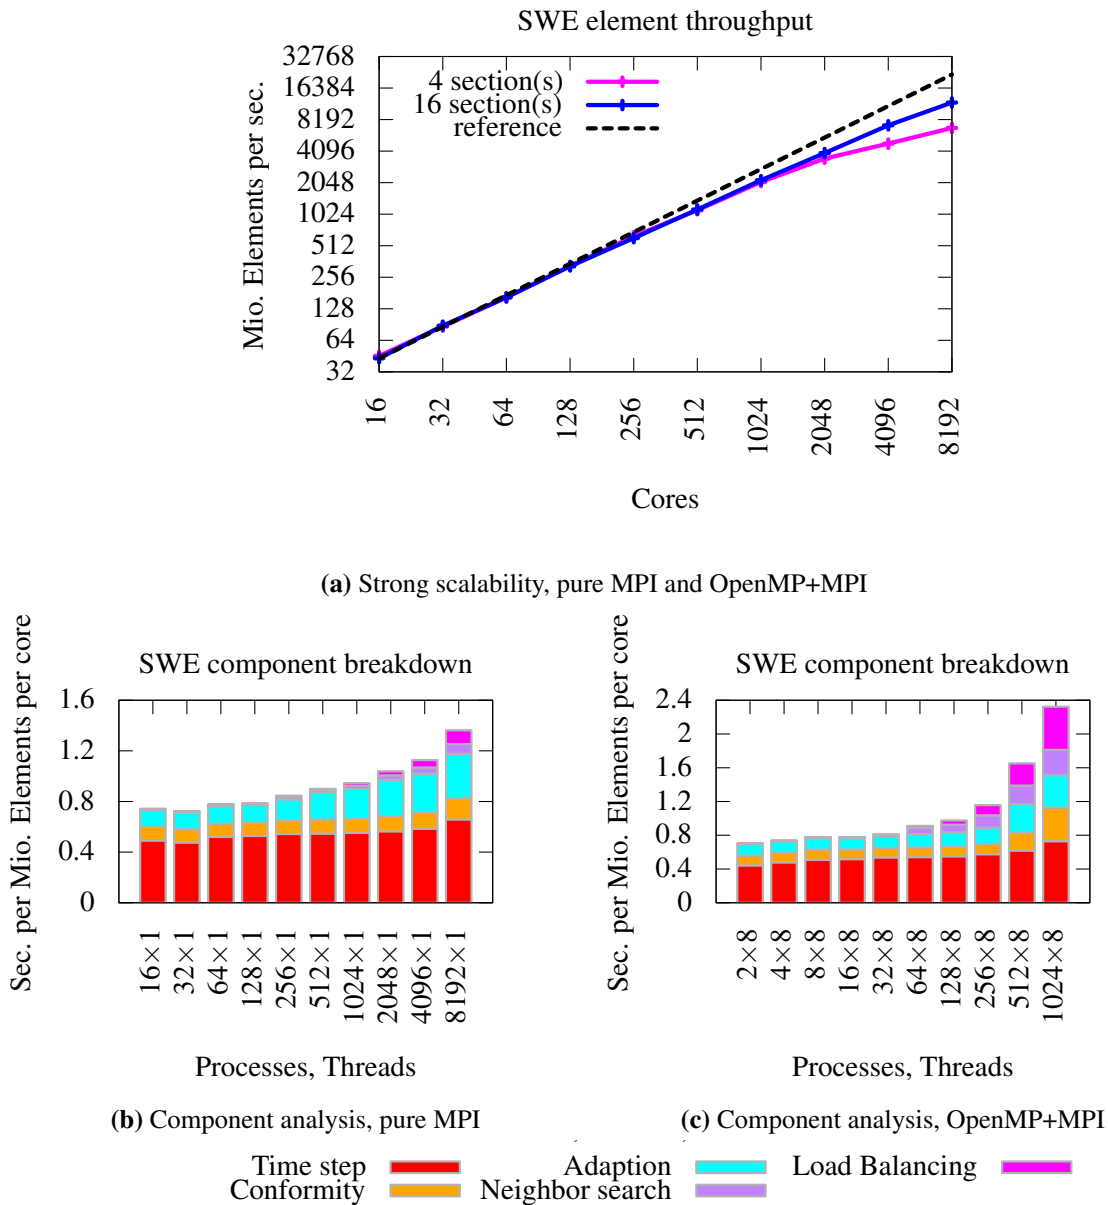 SWE element throughput
Mio. Elements per sec.
32768
16384
8192
4096
2048
1024
512
256
128
64
32
4 section(s)
16 section(s)
reference
16 32 64 128 256 512 1024 2048 4096 8192
Cores
(a) Strong scalability, pure MPI and OpenMP+MPI
SWE component breakdown
Sec. per Mio. Elements per core
1.6
1.2
0.8
0.4
0
16×1 32×1 64×1 128×1 256×1 512×1 1024×1 2048×1 4096×1 8192×1
Processes, Threads
(b) Component analysis, pure MPI
SWE component breakdown
Sec. per Mio. Elements per core
2.4
2
1.6
1.2
0.8
0.4
0
2×8 4×8 8×8 16×8 32×8 64×8 128×8 256×8 512×8 1024×8
Processes, Threads
(c) Component analysis, OpenMP+MPI
Time step Adaption Load Balancing
Conformity Neighbor search